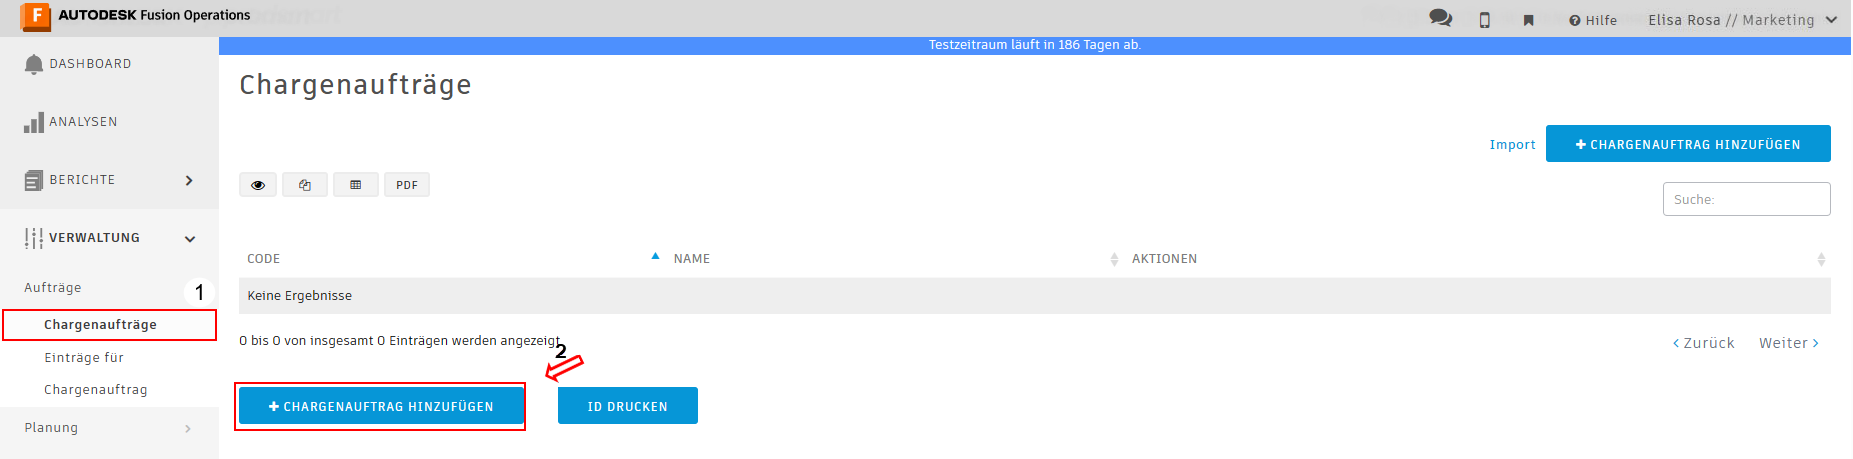 F AUTODESK Fusion Operations
Hilfe
Elisa Rosa // Marketing
Testzeitraum läuft in 186 Tagen ab.
DASHBOARD
ANALYSEN
BERICHTE
VERWALTUNG
Aufträge
1
Chargenaufträge
Einträge für
Chargenauftrag
Planung
Chargenaufträge
Import
+ CHARGENAUFTRAG HINZUFÜGEN
PDF
Suche:
CODE NAME AKTIONEN
Keine Ergebnisse
0 bis 0 von insgesamt 0 Einträgen werden angezeigt
< Zurück Weiter >
2
+ CHARGENAUFTRAG HINZUFÜGEN
ID DRUCKEN